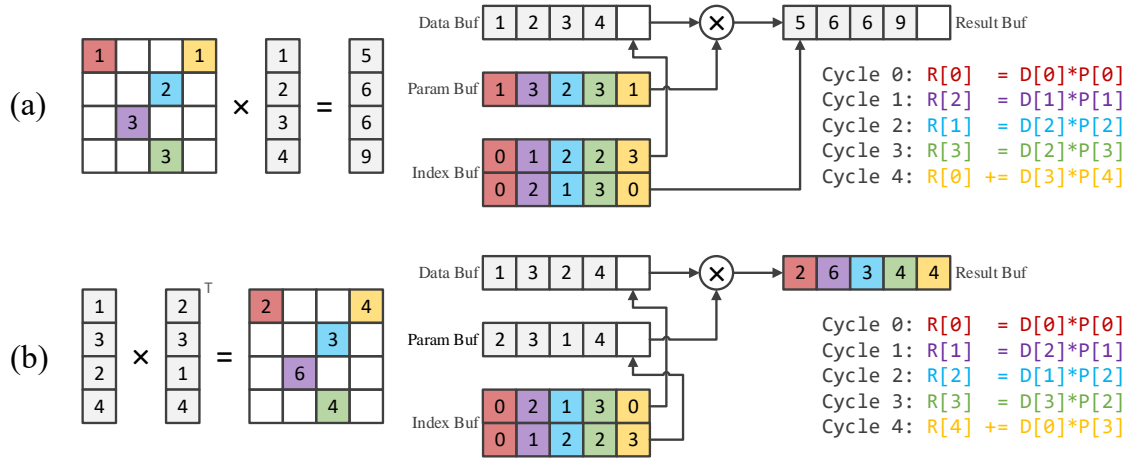 (a)
1 1
2
3
3
×
1
2
3
4
=
5
6
6
9
Data Buf 1 2 3 4
×
5 6 6 9 Result Buf
Param Buf 1 3 2 3 1
Index Buf
0 1 2 2 3
0 2 1 3 0
Cycle 0: R[0] = D[0]*P[0]
Cycle 1: R[2] = D[1]*P[1]
Cycle 2: R[1] = D[2]*P[2]
Cycle 3: R[3] = D[2]*P[3]
Cycle 4: R[0] += D[3]*P[4]
(b)
1
3
2
4
×
2
3
1
4
T
=
2 4
3
6
4
Data Buf 1 3 2 4
×
2 6 3 4 4 Result Buf
Param Buf 2 3 1 4
Index Buf
0 2 1 3 0
0 1 2 2 3
Cycle 0: R[0] = D[0]*P[0]
Cycle 1: R[1] = D[2]*P[1]
Cycle 2: R[2] = D[1]*P[2]
Cycle 3: R[3] = D[3]*P[2]
Cycle 4: R[4] += D[0]*P[3]